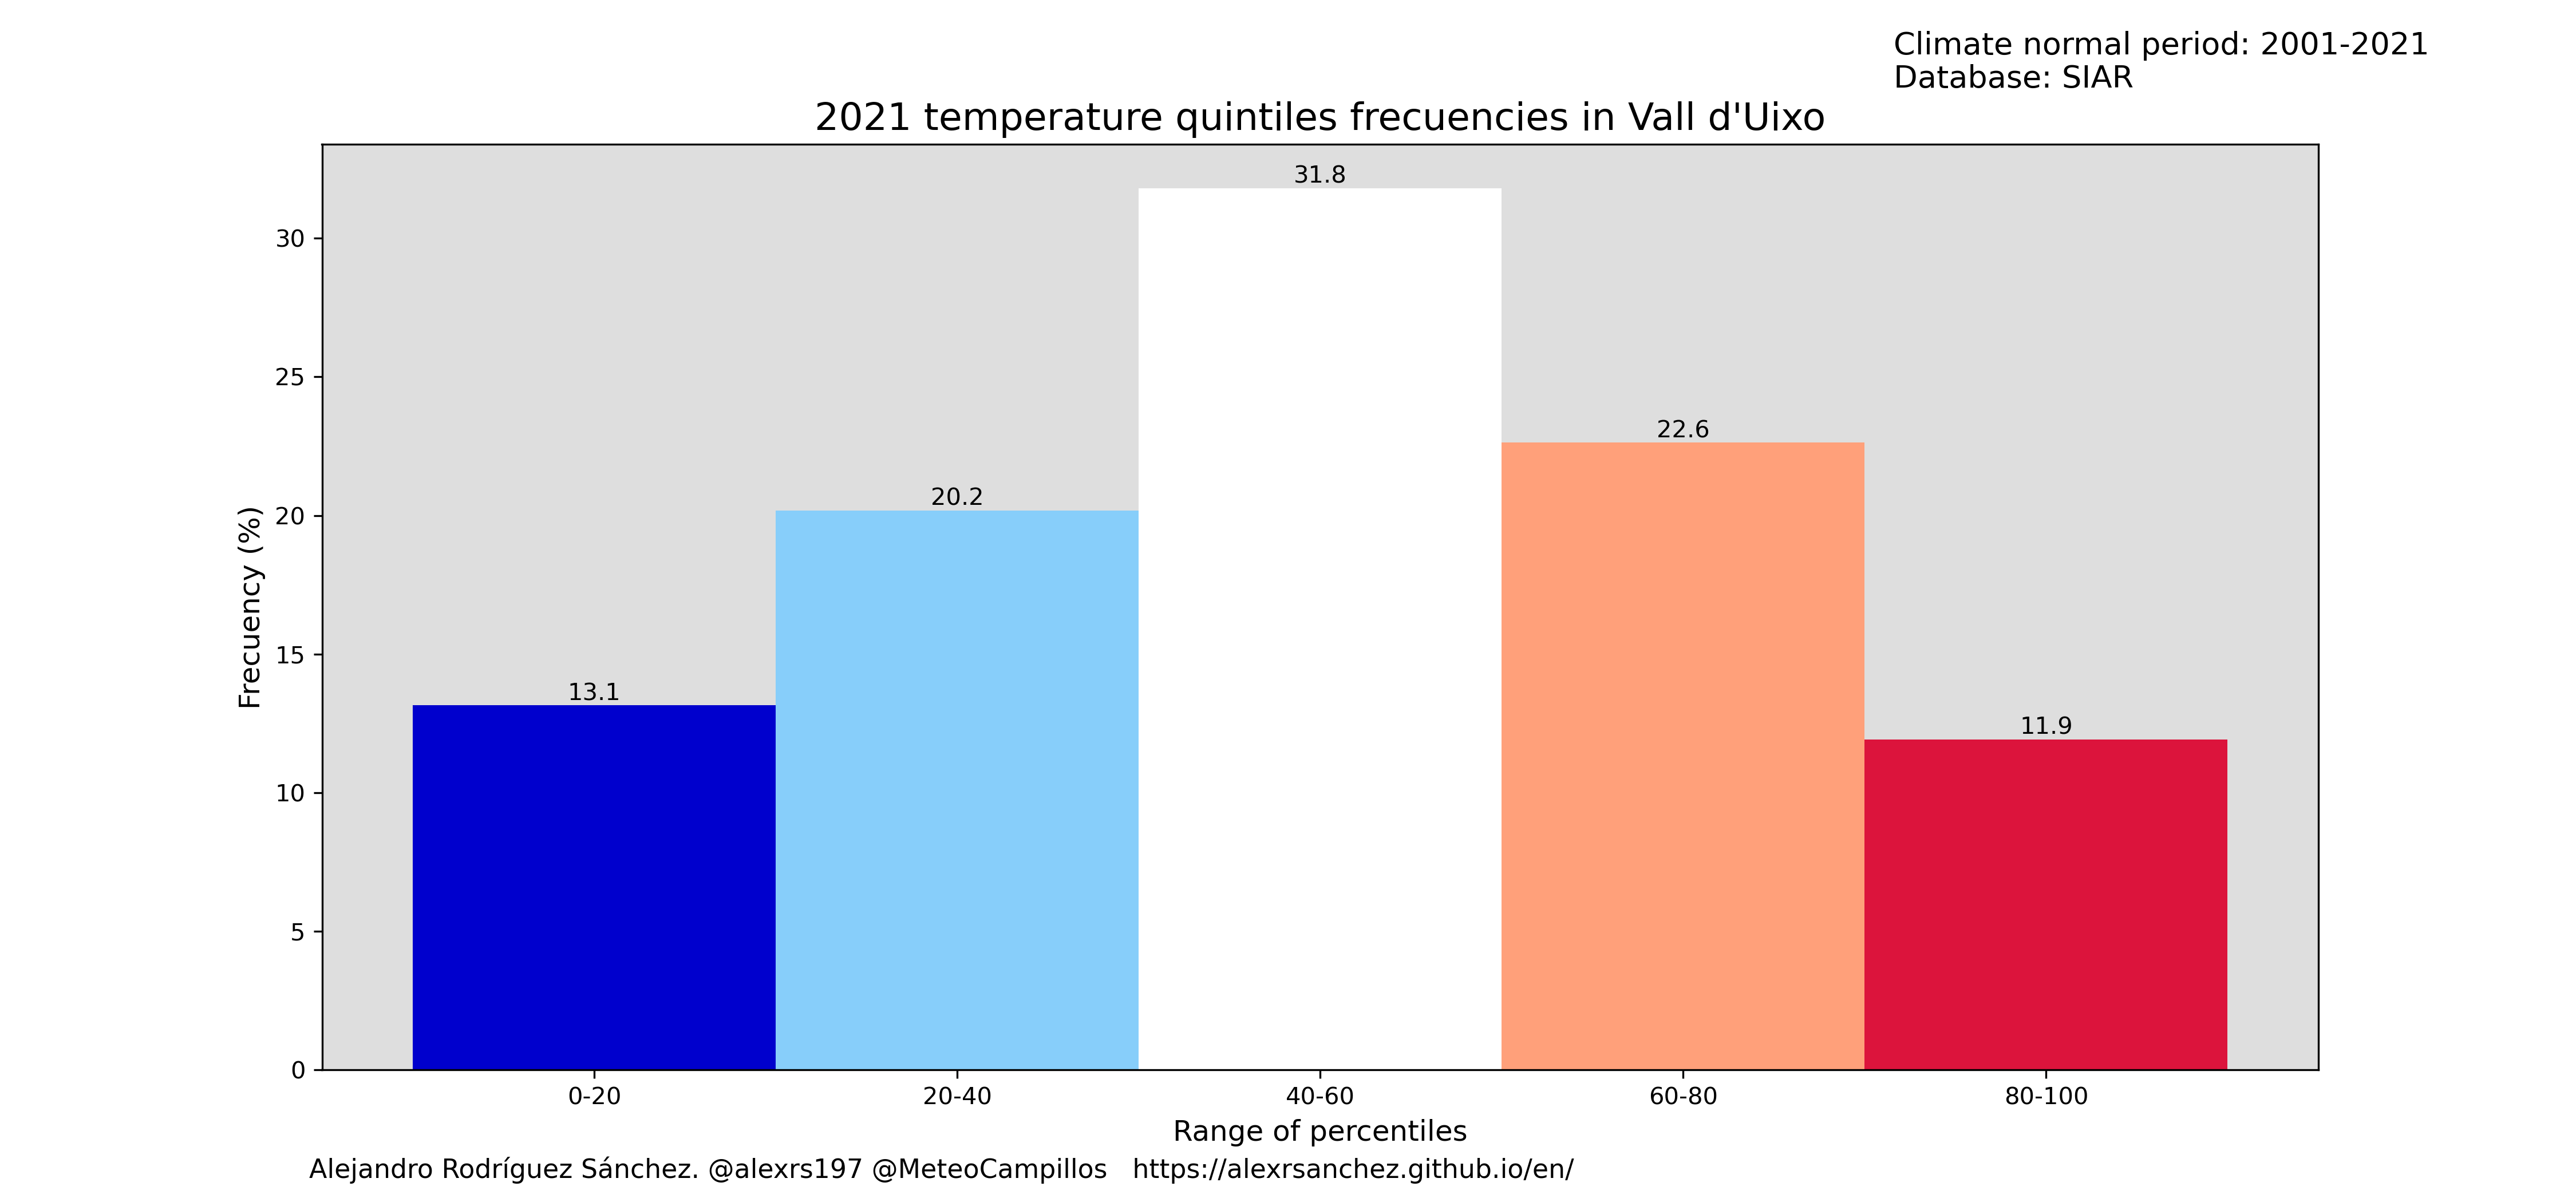 Climate normal period: 2001-2021
Database: SIAR
2021 temperature quintiles frecuencies in Vall d'Uixo
31.8
30
25
22.6
20.2
20
Frecuency (%)
15
13.1
11.9
10
5
0
0-20 20-40 40-60 60-80 80-100
Range of percentiles
Alejandro Rodríguez Sánchez. @alexrs197 @MeteoCampillos https://alexrsanchez.github.io/en/